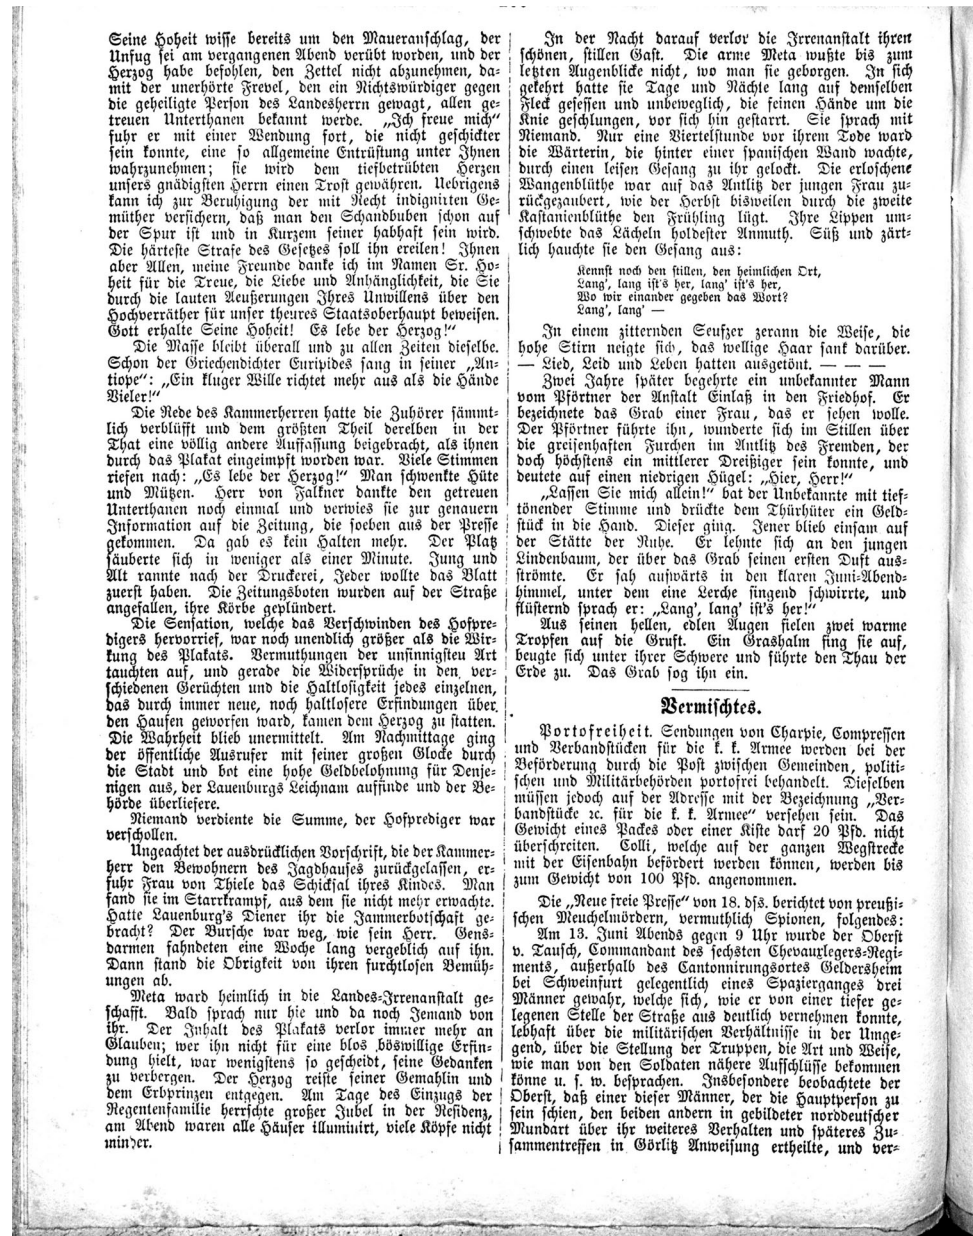 Seine Hoheit wisse bereits um den Maueranschlag, der
Unfug sei am vergangenen Abend verübt worden, und der
Herzog habe befohlen, den Zettel nicht abzunehmen, da-
mit der unerhörte Frevel, den ein Nichtswürdiger gegen
die geheiligte Person des Landesherrn gewagt, allen ge-
treuen Unterthanen bekannt werde. „Ich freue mich“
fuhr er mit einer Wendung fort, die nicht geschickter
sein konnte, eine so allgemeine Entrüstung unter Ihnen
wahrzunehmen; sie wird dem tiefbetrübten Herzen
unsers gnädigsten Herrn einen Trost gewähren. Uebrigens
kann ich zur Beruhigung der mit Recht indignirten Ge-
müther versichern, daß man den Schandbuben schon auf
der Spur ist und in Kurzem seiner habhaft sein wird.
Die härteste Strafe des Gesetzes soll ihn ereilen! Ihnen
aber Allen, meine Freunde danke ich im Namen Sr. Ho-
heit für die Treue, die Liebe und Anhänglichkeit, die Sie
durch die lauten Aeußerungen Ihres Unwillens über den
Hochverräther für unser theures Staatsoberhaupt beweisen.
Gott erhalte Seine Hoheit! Es lebe der Herzog!“
Die Masse bleibt überall und zu allen Zeiten dieselbe.
Schon der Griechendichter Euripides sang in seiner „An-
tiope“: „Ein kluger Wille richtet mehr aus als die Hände
Vieler!“
Die Rede des Kammerherren hatte die Zuhörer sämmt-
lich verblüfft und dem größten Theil derelben in der
That eine völlig andere Auffassung beigebracht, als ihnen
durch das Plakat eingeimpft worden war. Viele Stimmen
riefen nach: „Es lebe der Herzog!“ Man schwenkte Hüte
und Mützen. Herr von Falkner dankte den getreuen
Unterthanen noch einmal und verwies sie zur genauern
Information auf die Zeitung, die soeben aus der Presse
gekommen. Da gab es kein Halten mehr. Der Platz
säuberte sich in weniger als einer Minute. Jung und
Alt rannte nach der Druckerei, Jeder wollte das Blatt
zuerst haben. Die Zeitungsboten wurden auf der Straße
angefallen, ihre Körbe geplündert.
Die Sensation, welche das Verschwinden des Hofpre-
digers hervorrief, war noch unendlich größer als die Wir-
kung des Plakats. Vermuthungen der unsinnigsten Art
tauchten auf, und gerade die Widersprüche in den ver-
schiedenen Gerüchten und die Haltlosigkeit jedes einzelnen,
das durch immer neue, noch haltlosere Erfindungen über
den Haufen geworfen ward, kamen dem Herzog zu statten.
Die Wahrheit blieb unermittelt. Am Nachmittage ging
der öffentliche Ausrufer mit seiner großen Glocke durch
die Stadt und bot eine hohe Geldbelohnung für Denje-
nigen aus, der Lauenburgs Leichnam auffinde und der Be-
hörde überliefere.
Niemand verdiente die Summe, der Hofprediger war
verschollen.
Ungeachtet der ausdrücklichen Vorschrift, die der Kammer-
herr den Bewohnern des Jagdhauses zurückgelassen, er-
fuhr Frau von Thiele das Schicksal ihres Kindes. Man
fand sie im Starrkrampf, aus dem sie nicht mehr erwachte.
Hatte Lauenburg's Diener ihr die Jammerbotschaft ge-
bracht? Der Bursche war weg, wie sein Herr. Gens-
darmen fahndeten eine Woche lang vergeblich auf ihn.
Dann stand die Obrigkeit von ihren furchtlosen Bemüh-
ungen ab.
Meta ward heimlich in die Landes-Irrenanstalt ge-
schafft. Bald sprach nur hie und da noch Jemand von
ihr. Der Inhalt des Plakats verlor immer mehr an
Glauben; wer ihn nicht für eine blos böswillige Erfin-
dung hielt, war wenigstens so gescheidt, seine Gedanken
zu verbergen. Der Herzog reiste seiner Gemahlin und
dem Erbprinzen entgegen. Am Tage des Einzugs der
Regentenfamilie herrschte großer Jubel in der Residenz,
am Abend waren alle Häuser illuminirt, viele Köpfe nicht
minder.
In der Nacht darauf verlor die Irrenanstalt ihren
schönen, stillen Gast. Die arme Meta wußte bis zum
letzten Augenblicke nicht, wo man sie geborgen. In sich
gekehrt hatte sie Tage und Nächte lang auf demselben
Fleck gesessen und unbeweglich, die feinen Hände um die
Knie geschlungen, vor sich hin gestarrt. Sie sprach mit
Niemand. Nur eine Viertelstunde vor ihrem Tode ward
die Wärterin, die hinter einer spanischen Wand wachte,
durch einen leisen Gesang zu ihr gelockt. Die erloschene
Wangenblüthe war auf das Antlitz der jungen Frau zu-
rückgezaubert, wie der Herbst bisweilen durch die zweite
Kastanienblüthe den Frühling lügt. Ihre Lippen um-
schwebte das Lächeln holdester Anmuth. Süß und zärt-
lich hauchte sie den Gesang aus:
Kennst noch den stillen, den heimlichen Ort,
Lang', lang ist's her, lang' ist's her,
Wo wir einander gegeben das Wort?
Lang', lang' —
In einem zitternden Seufzer zerann die Weise, die
hohe Stirn neigte sich, das wellige Haar sank darüber.
— Lied, Leid und Leben hatten ausgetönt. — — —
Zwei Jahre später begehrte ein unbekannter Mann
vom Pförtner der Anstalt Einlaß in den Friedhof. Er
bezeichnete das Grab einer Frau, das er sehen wolle.
Der Pförtner führte ihn, wunderte sich im Stillen über
die greisenhaften Furchen im Antlitz des Fremden, der
doch höchstens ein mittlerer Dreißiger sein konnte, und
deutete auf einen niedrigen Hügel: „Hier, Herr!“
„Lassen Sie mich allein!“ bat der Unbekannte mit tief-
tönender Stimme und drückte dem Thürhüter ein Geld-
stück in die Hand. Dieser ging. Jener blieb einsam auf
der Stätte der Ruhe. Er lehnte sich an den jungen
Lindenbaum, der über das Grab seinen ersten Duft aus-
strömte. Er sah aufwärts in den klaren Juni-Abend-
himmel, unter dem eine Lerche singend schwirrte, und
flüsternd sprach er: „Lang', lang' ist's her!“
Aus seinen hellen, edlen Augen fielen zwei warme
Tropfen auf die Gruft. Ein Grashalm fing sie auf,
beugte sich unter ihrer Schwere und führte den Thau der
Erde zu. Das Grab sog ihn ein.
Vermischtes.
Portofreiheit. Sendungen von Charpie, Compressen
und Verbandstücken für die k. k. Armee werden bei der
Beförderung durch die Post zwischen Gemeinden, politi-
schen und Militärbehörden portofrei behandelt. Dieselben
müssen jedoch auf der Adresse mit der Bezeichnung „Ver-
bandstücke ꝛc. für die k. k. Armee“ versehen sein. Das
Gewicht eines Packes oder einer Kiste darf 20 Pfd. nicht
überschreiten. Colli, welche auf der ganzen Wegstrecke
mit der Eisenbahn befördert werden können, werden bis
zum Gewicht von 100 Pfd. angenommen.
Die „Neue freie Presse“ von 18. dss. berichtet von preußi-
schen Meuchelmördern, vermuthlich Spionen, folgendes:
Am 13. Juni Abends gegen 9 Uhr wurde der Oberst
v. Tausch, Commandant des sechsten Chevauxlegers-Regi-
ments, außerhalb des Cantonnirungsortes Geldersheim
bei Schweinfurt gelegentlich eines Spazierganges drei
Männer gewahr, welche sich, wie er von einer tiefer ge-
legenen Stelle der Straße aus deutlich vernehmen konnte,
lebhaft über die militärischen Verhältnisse in der Umge-
gend, über die Stellung der Truppen, die Art und Weise,
wie man von den Soldaten nähere Aufschlüsse bekommen
könne u. s. w. besprachen. Insbesondere beobachtete der
Oberst, daß einer dieser Männer, der die Hauptperson zu
sein schien, den beiden andern in gebildeter norddeutscher
Mundart über ihr weiteres Verhalten und späteres Zu-
sammentreffen in Görlitz Anweisung ertheilte, und ver-